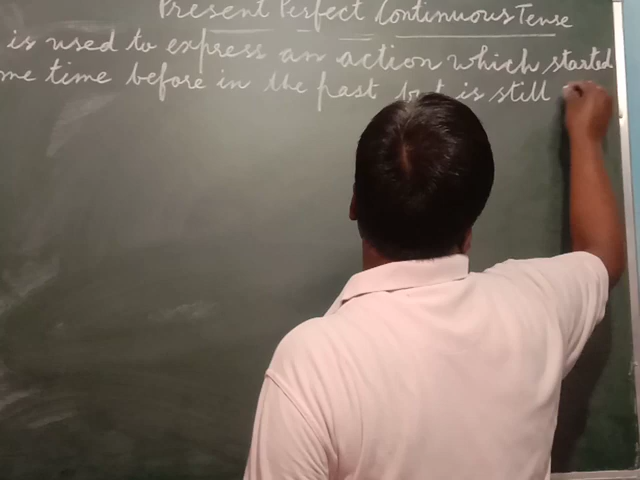 Present Perfect Continuous Tense
is used to express an action which started
me time before in the past but is still